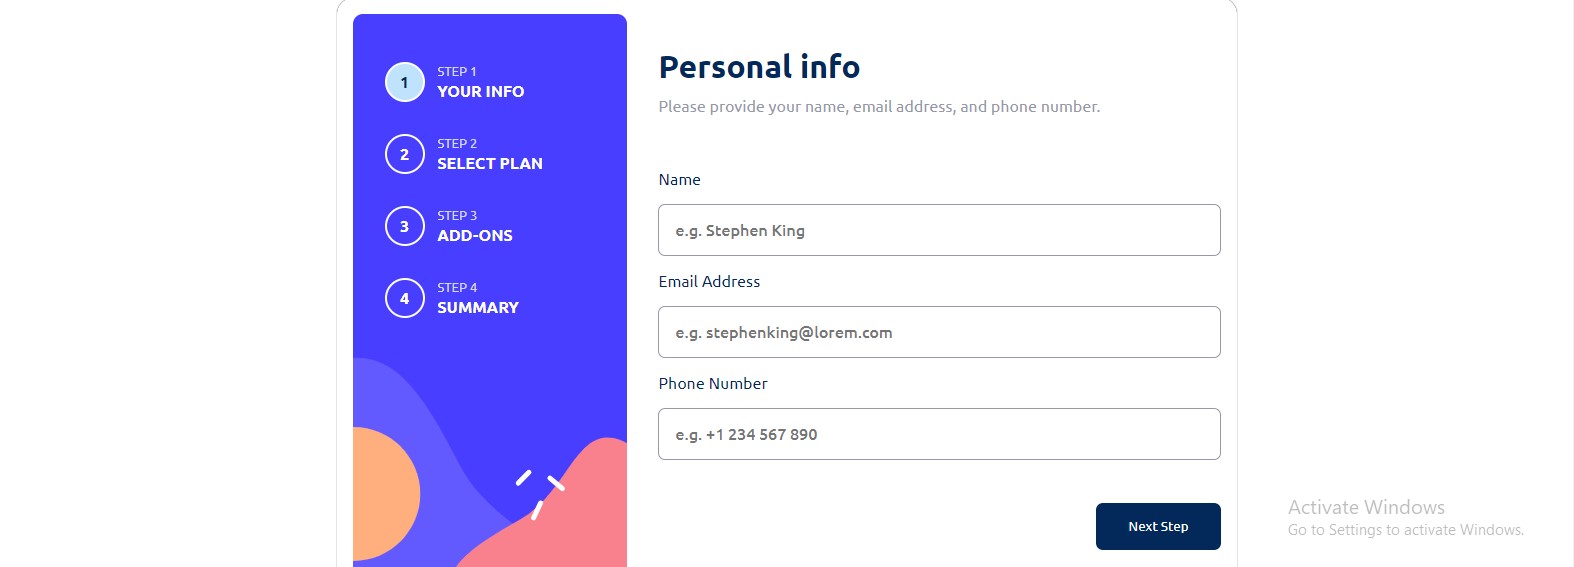 1
STEP 1
YOUR INFO
2
STEP 2
SELECT PLAN
3
STEP 3
ADD-ONS
4
STEP 4
SUMMARY
Personal info
Please provide your name, email address, and phone number.
Name
e.g. Stephen King
Email Address
e.g. stephenking@lorem.com
Phone Number
e.g. +1 234 567 890
Next Step
Activate Windows
Go to Settings to activate Windows.